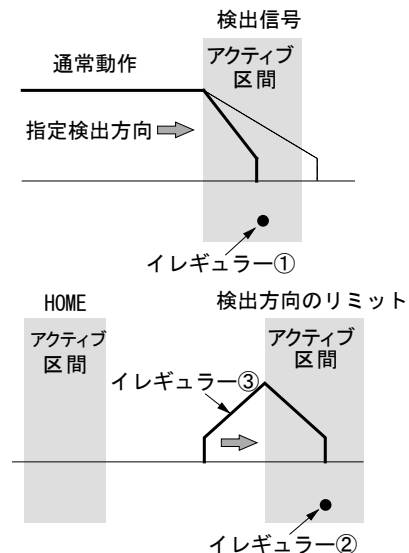 検出信号
通常動作
アクティブ
区間
指定検出方向
イレギュラー①
HOME
検出方向のリミット
アクティブ
区間
アクティブ
区間
イレギュラー③
イレギュラー②